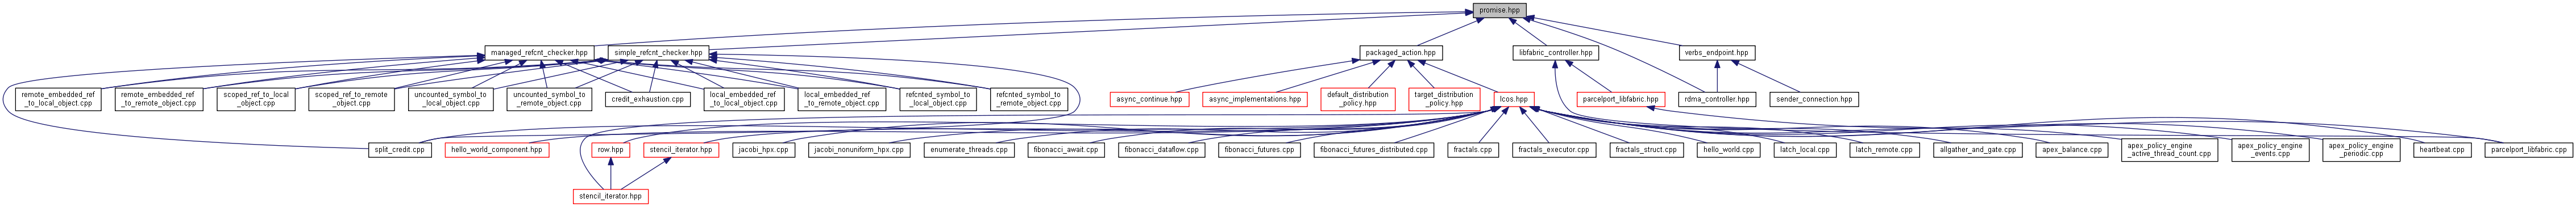 promise.hpp
managed_refcnt_checker.hpp
simple_refcnt_checker.hpp
packaged_action.hpp
libfabric_controller.hpp
verbs_endpoint.hpp
remote_embedded_ref
_to_local_object.cpp
remote_embedded_ref
_to_remote_object.cpp
scoped_ref_to_local
_object.cpp
scoped_ref_to_remote
_object.cpp
uncounted_symbol_to
_local_object.cpp
uncounted_symbol_to
_remote_object.cpp
credit_exhaustion.cpp
local_embedded_ref
_to_local_object.cpp
local_embedded_ref
_to_remote_object.cpp
refcnted_symbol_to
_local_object.cpp
refcnted_symbol_to
_remote_object.cpp
async_continue.hpp
async_implementations.hpp
default_distribution
_policy.hpp
target_distribution
_policy.hpp
lcos.hpp
parcelport_libfabric.hpp
rdma_controller.hpp
sender_connection.hpp
split_credit.cpp
hello_world_component.hpp
row.hpp
stencil_iterator.hpp
jacobi_hpx.cpp
jacobi_nonuniform_hpx.cpp
enumerate_threads.cpp
fibonacci_await.cpp
fibonacci_dataflow.cpp
fibonacci_futures.cpp
fibonacci_futures_distributed.cpp
fractals.cpp
fractals_executor.cpp
fractals_struct.cpp
hello_world.cpp
latch_local.cpp
latch_remote.cpp
allgather_and_gate.cpp
apex_balance.cpp
apex_policy_engine
_active_thread_count.cpp
apex_policy_engine
_events.cpp
apex_policy_engine
_periodic.cpp
heartbeat.cpp
parcelport_libfabric.cpp
stencil_iterator.hpp